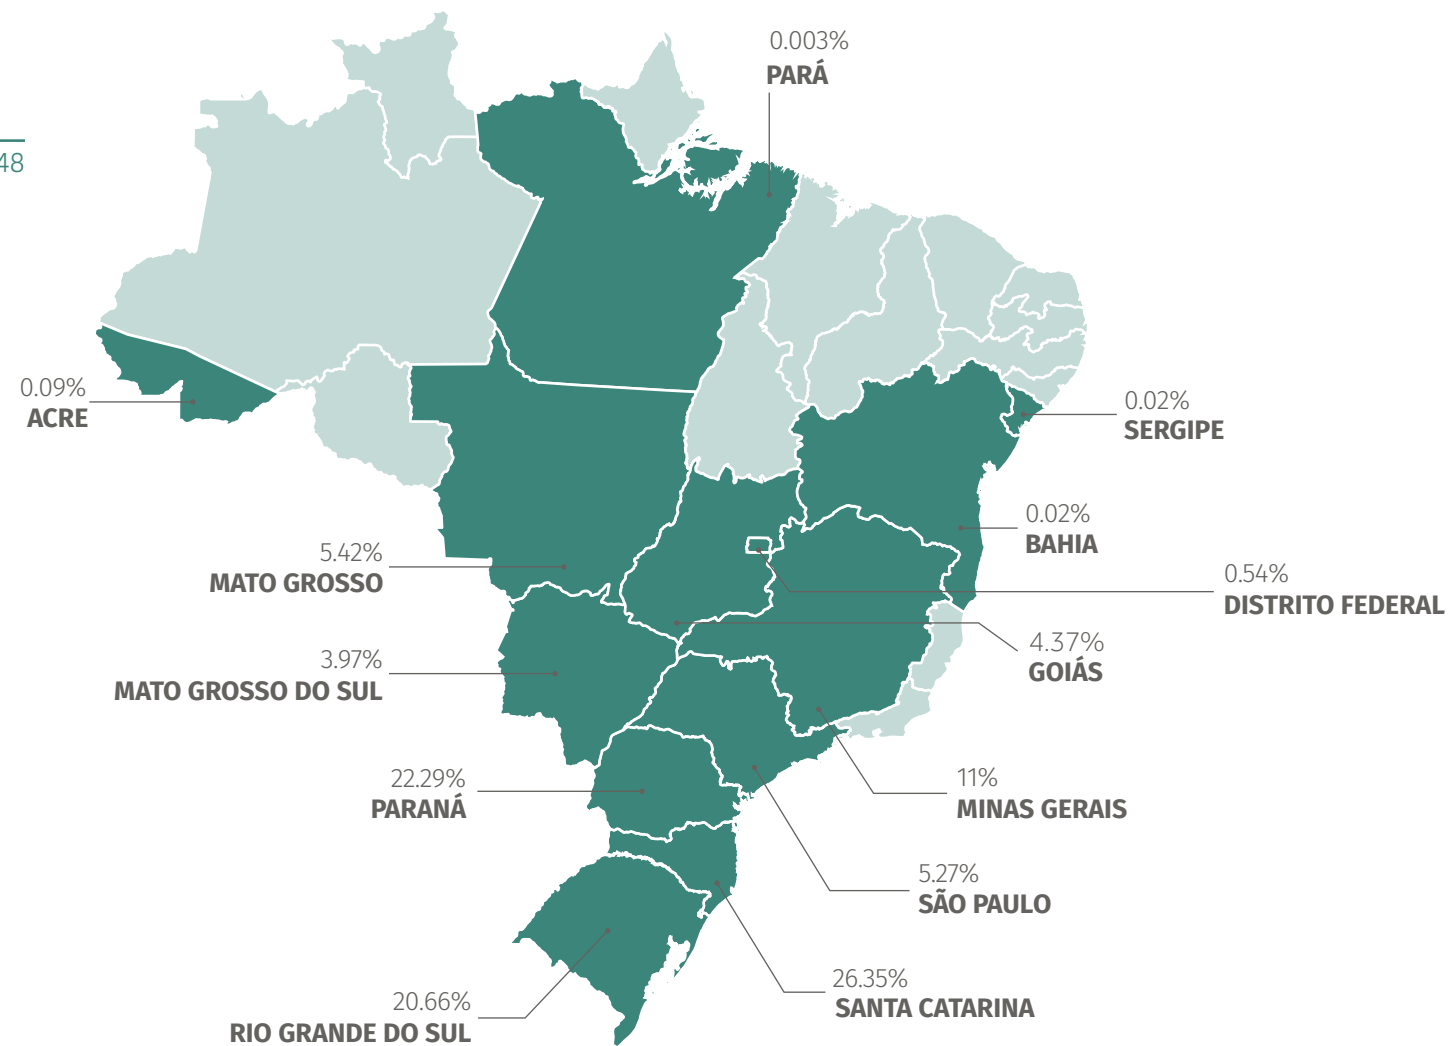 0.003%
PARÁ
48
0.09%
ACRE
0.02%
SERGIPE
0.02%
BAHIA
5.42%
MATO GROSSO
0.54%
DISTRITO FEDERAL
4.37%
GOIÁS
3.97%
MATO GROSSO DO SUL
22.29%
PARANÁ
11%
MINAS GERAIS
5.27%
SÃO PAULO
26.35%
SANTA CATARINA
20.66%
RIO GRANDE DO SUL